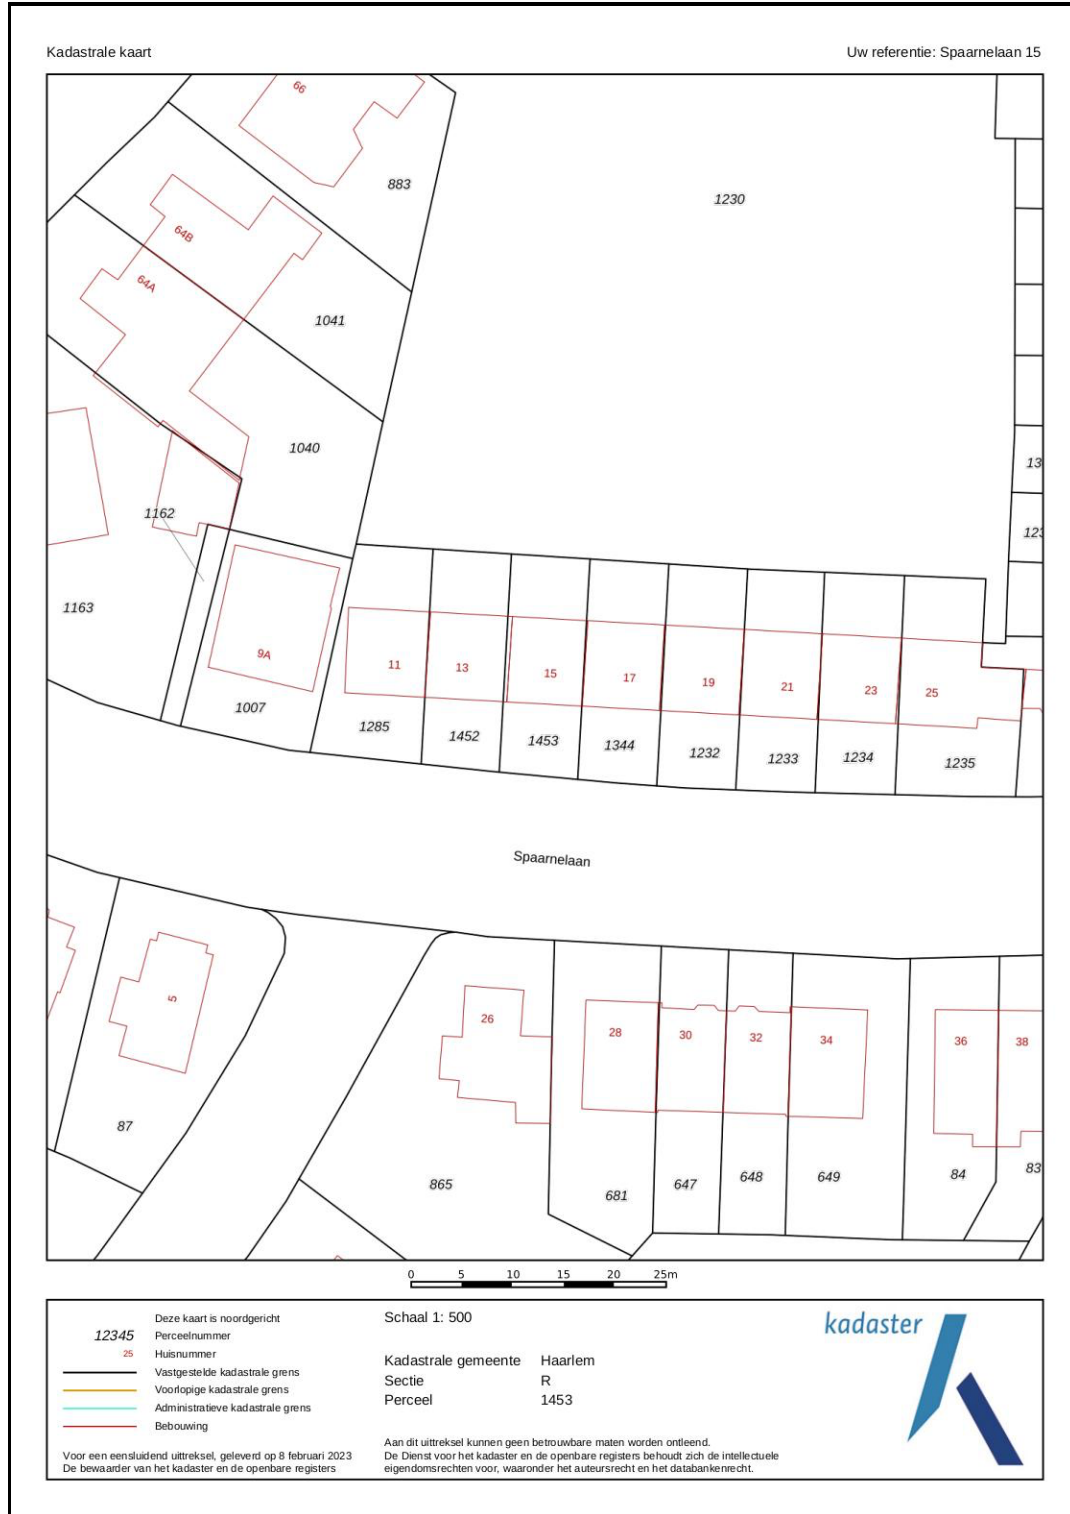 Kadastrale kaart
Uw referentie: Spaarnelaan 15
66
883
1230
64B
64A
1041
1040
1162
1163
9A
1007
11
13
15
17
19
21
23
25
1285
1452
1453
1344
1232
1233
1234
1235
Spaarnelaan
5
87
26
28
30
32
34
36
38
865
681
647
648
649
84
83
0 5 10 15 20 25m
Deze kaart is noordgericht
12345 Perceelnummer
25 Huisnummer
Vastgestelde kadastrale grens
Voorlopige kadastrale grens
Administratieve kadastrale grens
Bebouwing
Voor een eensluidend uittreksel, geleverd op 8 februari 2023
De bewaarder van het kadaster en de openbare registers
Schaal 1: 500
Kadastrale gemeente Haarlem
Sectie R
Perceel 1453
Aan dit uittreksel kunnen geen betrouwbare maten worden ontleend.
De Dienst voor het kadaster en de openbare registers behoudt zich de intellectuele
eigendomsrechten voor, waaronder het auteursrecht en het databankenrecht.
kadaster